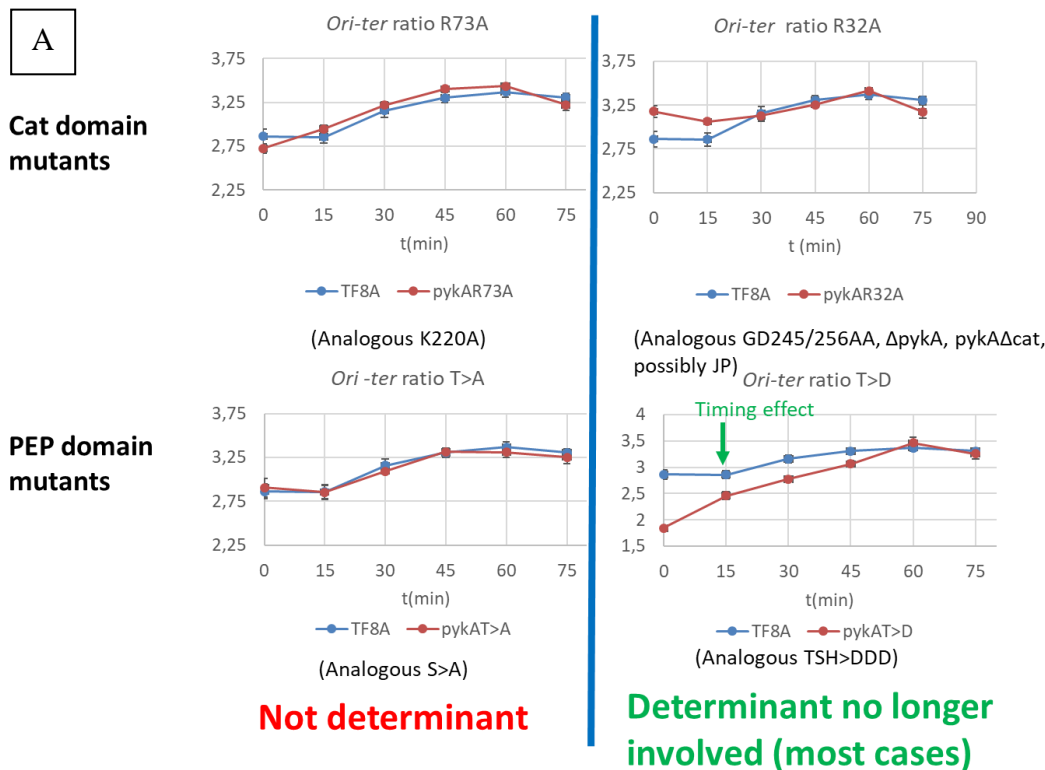 A
Cat domain
mutants
Ori-ter ratio R73A
3,75
3,25
2,75
2,25
0 15 30 45 60 75
t(min)
TF8A pykAR73A
(Analogous K220A)
Ori-ter ratio R32A
3,75
3,25
2,75
2,25
0 15 30 45 60 75 90
t (min)
TF8A pykAR32A
(Analogous GD245/256AA, ΔpykA, pykAΔcat,
possibly JP)
PEP domain
mutants
Ori -ter ratio T>A
3,75
3,25
2,75
2,25
0 15 30 45 60 75
t(min)
TF8A pykAT>A
(Analogous S>A)
Not determinant
Ori-ter ratio T>D
Timing effect
4
3,5
3
2,5
2
1,5
0 15 30 45 60 75
t(min)
TF8A pykAT>D
(Analogous TSH>DDD)
Determinant no longer
involved (most cases)